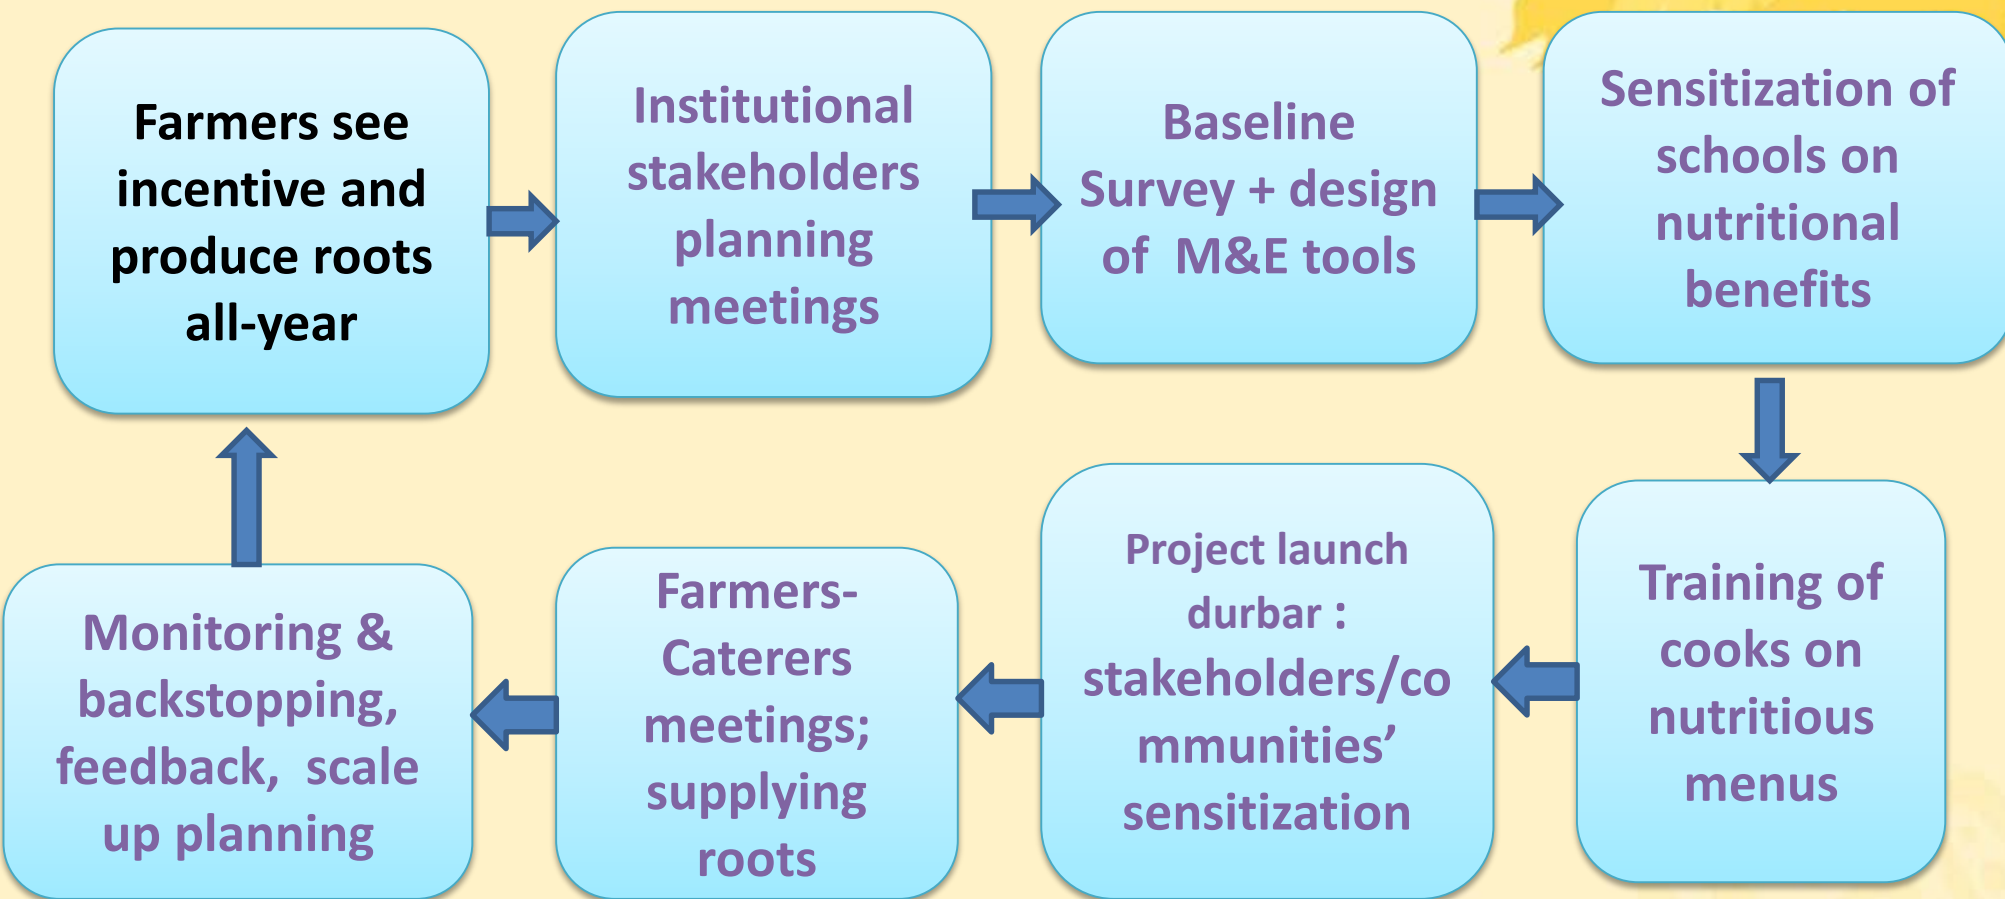 Farmers see
incentive and
produce roots
all-year
Institutional
stakeholders
planning
meetings
Baseline
Survey + design
of M&E tools
Sensitization of
schools on
nutritional
benefits
Training of
cooks on
nutritious
menus
Project launch
durbar :
stakeholders/co
mmunities’
sensitization
Farmers-
Caterers
meetings;
supplying
roots
Monitoring &
backstopping,
feedback, scale
up planning